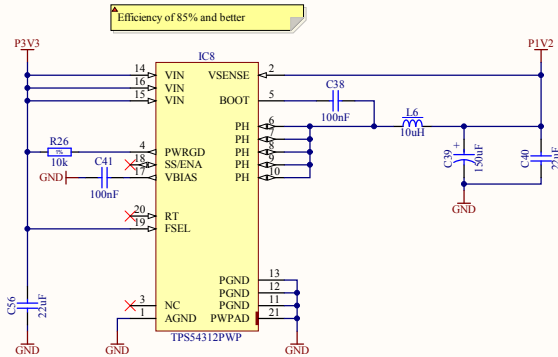 Efficiency of 85% and better
P3V3
P1V2
IC8
14 VIN
16 VIN
15 VIN
VSENSE 2
BOOT 5
C38
100nF
PH 6
PH 7
PH 8
PH 9
PH 10
L6
10uH
R26
1%
10k
4 PWRGD
18 SS/ENA
17 VBIAS
C41
100nF
GND
C39
+
150uF
C40
22uF
GND
20 RT
19 FSEL
C56
22uF
PGND 13
PGND 12
PGND 11
PWPAD 21
3 NC
1 AGND
TPS54312PWP
GND
GND
GND